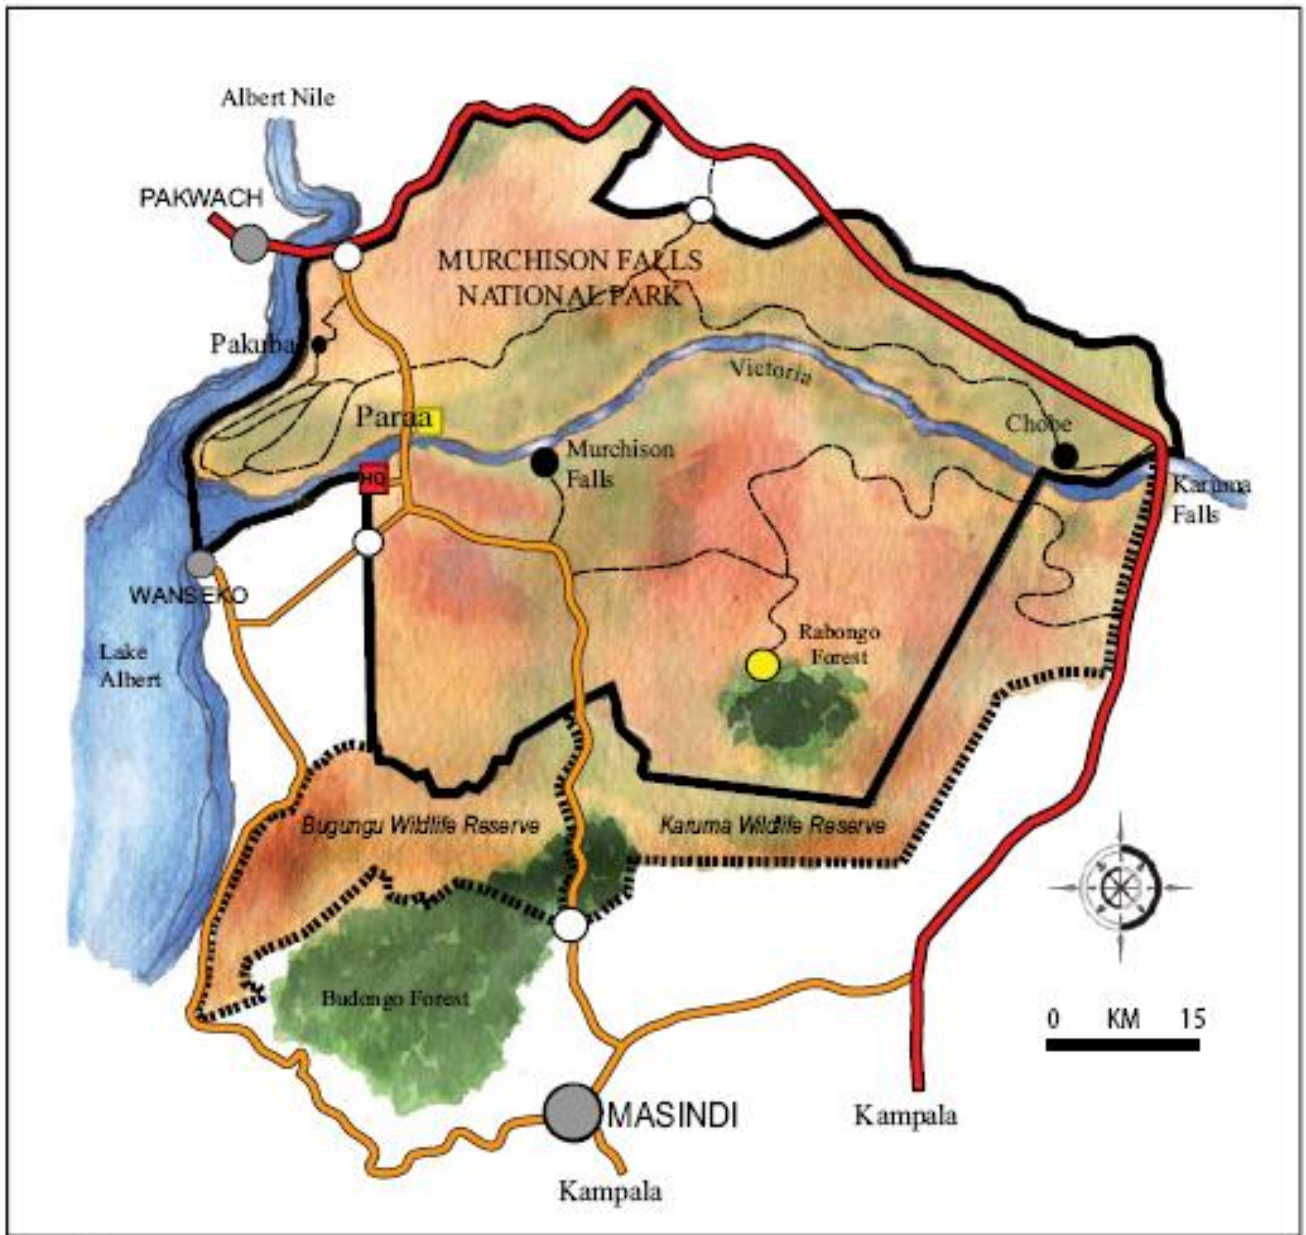 Albert Nile
PAKWACH
MURCHISON FALLS
NATIONAL PARK
Pakuba
Victoria
Paraa
Chobe
Murchison
Falls
HQ
Karuma
Falls
WANSEKO
Rabongo
Forest
Lake
Albert
Bugungu Wildlife Reserve
Karuma Wildlife Reserve
Budongo Forest
0 KM 15
MASINDI
Kampala
Kampala